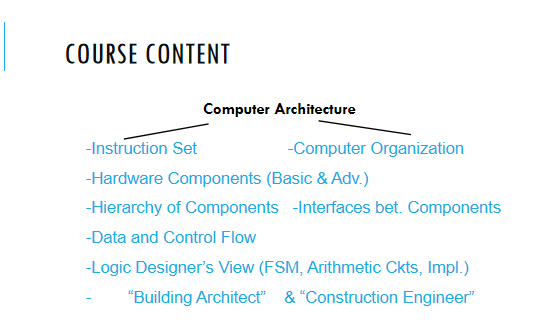 COURSE CONTENT
Computer Architecture
-Instruction Set -Computer Organization
-Hardware Components (Basic & Adv.)
-Hierarchy of Components -Interfaces bet. Components
-Data and Control Flow
-Logic Designer’s View (FSM, Arithmetic Ckts, Impl.)
- “Building Architect” & “Construction Engineer”